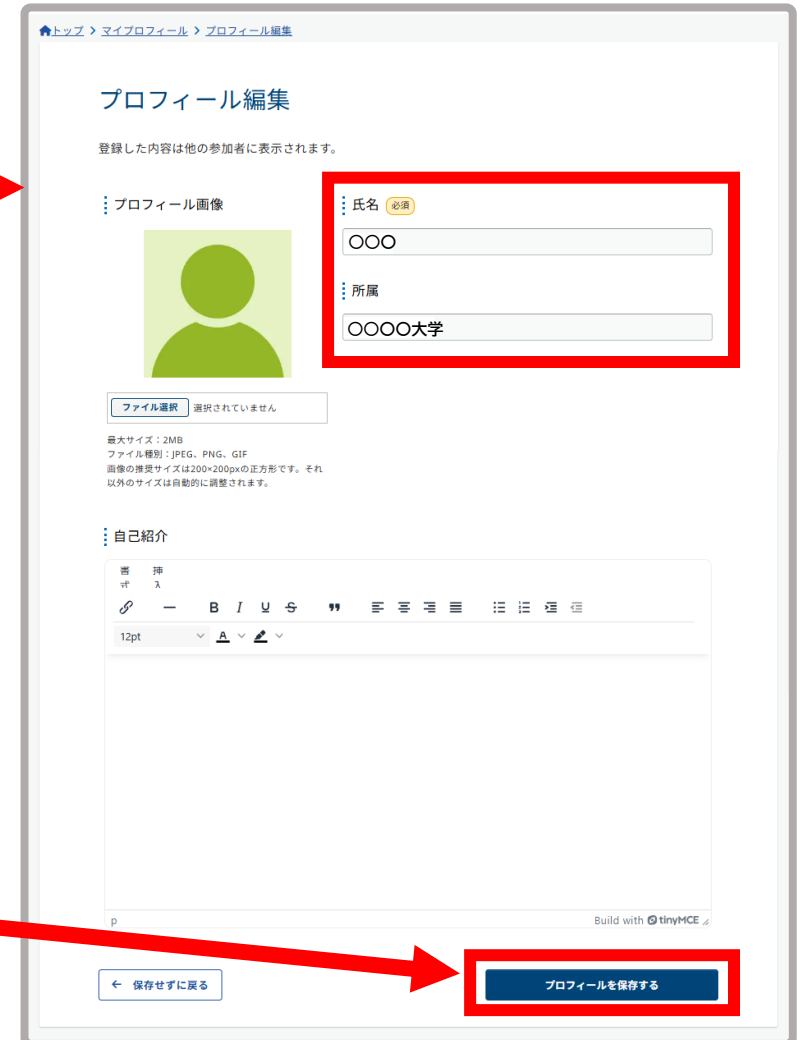 トップ > マイプロフィール > プロフィール編集
プロフィール編集
登録した内容は他の参加者に表示されます。
プロフィール画像
氏名 必須
〇〇〇
所属
〇〇〇〇大学
ファイル選択 選択されていません
最大サイズ：2MB
ファイル種別：JPEG、PNG、GIF
画像の推奨サイズは200×200pxの正方形です。それ
以外のサイズは自動的に調整されます。
自己紹介
書式 挿入
B I U S
12pt A
p
Build with tinyMCE
← 保存せずに戻る
プロフィールを保存する